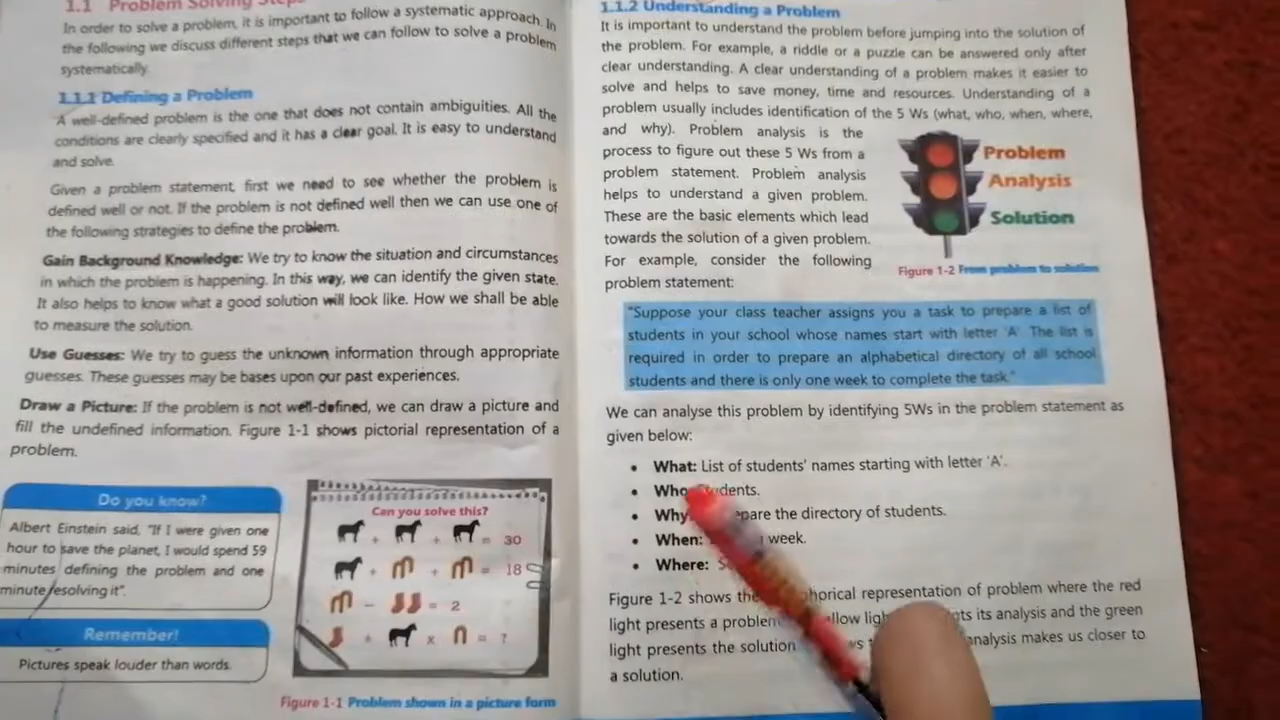 1.1 Problem Solving Steps
In order to solve a problem, it is important to follow a systematic approach. In
the following we discuss different steps that we can follow to solve a problem
systematically.
1.1.1 Defining a Problem
A well-defined problem is the one that does not contain ambiguities. All the
conditions are clearly specified and it has a clear goal. It is easy to understand
and solve.
Given a problem statement, first we need to see whether the problem is
defined well or not. If the problem is not defined well then we can use one of
the following strategies to define the problem.
Gain Background Knowledge: We try to know the situation and circumstances
in which the problem is happening. In this way, we can identify the given state.
It also helps to know what a good solution will look like. How we shall be able
to measure the solution.
Use Guesses: We try to guess the unknown information through appropriate
guesses. These guesses may be bases upon our past experiences.
Draw a Picture: If the problem is not well-defined, we can draw a picture and
fill the undefined information. Figure 1-1 shows pictorial representation of a
problem.
Do you know?
Albert Einstein said, "If I were given one
hour to save the planet, I would spend 59
minutes defining the problem and one
minute resolving it".
Remember!
Pictures speak louder than words.
Can you solve this?
+ + = 30
+ + = 18
- = 2
+ x = ?
Figure 1-1 Problem shown in a picture form
1.1.2 Understanding a Problem
It is important to understand the problem before jumping into the solution of
the problem. For example, a riddle or a puzzle can be answered only after
clear understanding. A clear understanding of a problem makes it easier to
solve and helps to save money, time and resources. Understanding of a
problem usually includes identification of the 5 Ws (what, who, when, where,
and why). Problem analysis is the
process to figure out these 5 Ws from a
problem statement. Problem analysis
helps to understand a given problem.
These are the basic elements which lead
towards the solution of a given problem.
For example, consider the following
problem statement:
Problem
Analysis
Solution
Figure 1-2 From problem to solution
"Suppose your class teacher assigns you a task to prepare a list of
students in your school whose names start with letter 'A'. The list is
required in order to prepare an alphabetical directory of all school
students and there is only one week to complete the task."
We can analyse this problem by identifying 5Ws in the problem statement as
given below:
• What: List of students' names starting with letter 'A'.
• Who: Students.
• Why: pare the directory of students.
• When: week.
• Where:
Figure 1-2 shows the phorical representation of problem where the red
light presents a problem llow light its analysis and the green
light presents the solution analysis makes us closer to
a solution.